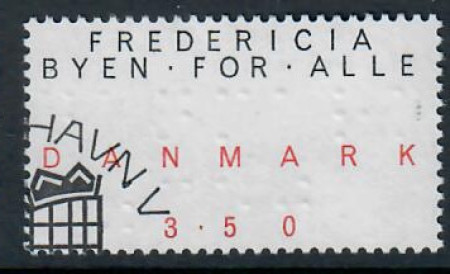 FREDERICIA
BYEN·FOR·ALLE
HAVN V
DANMARK
3·50